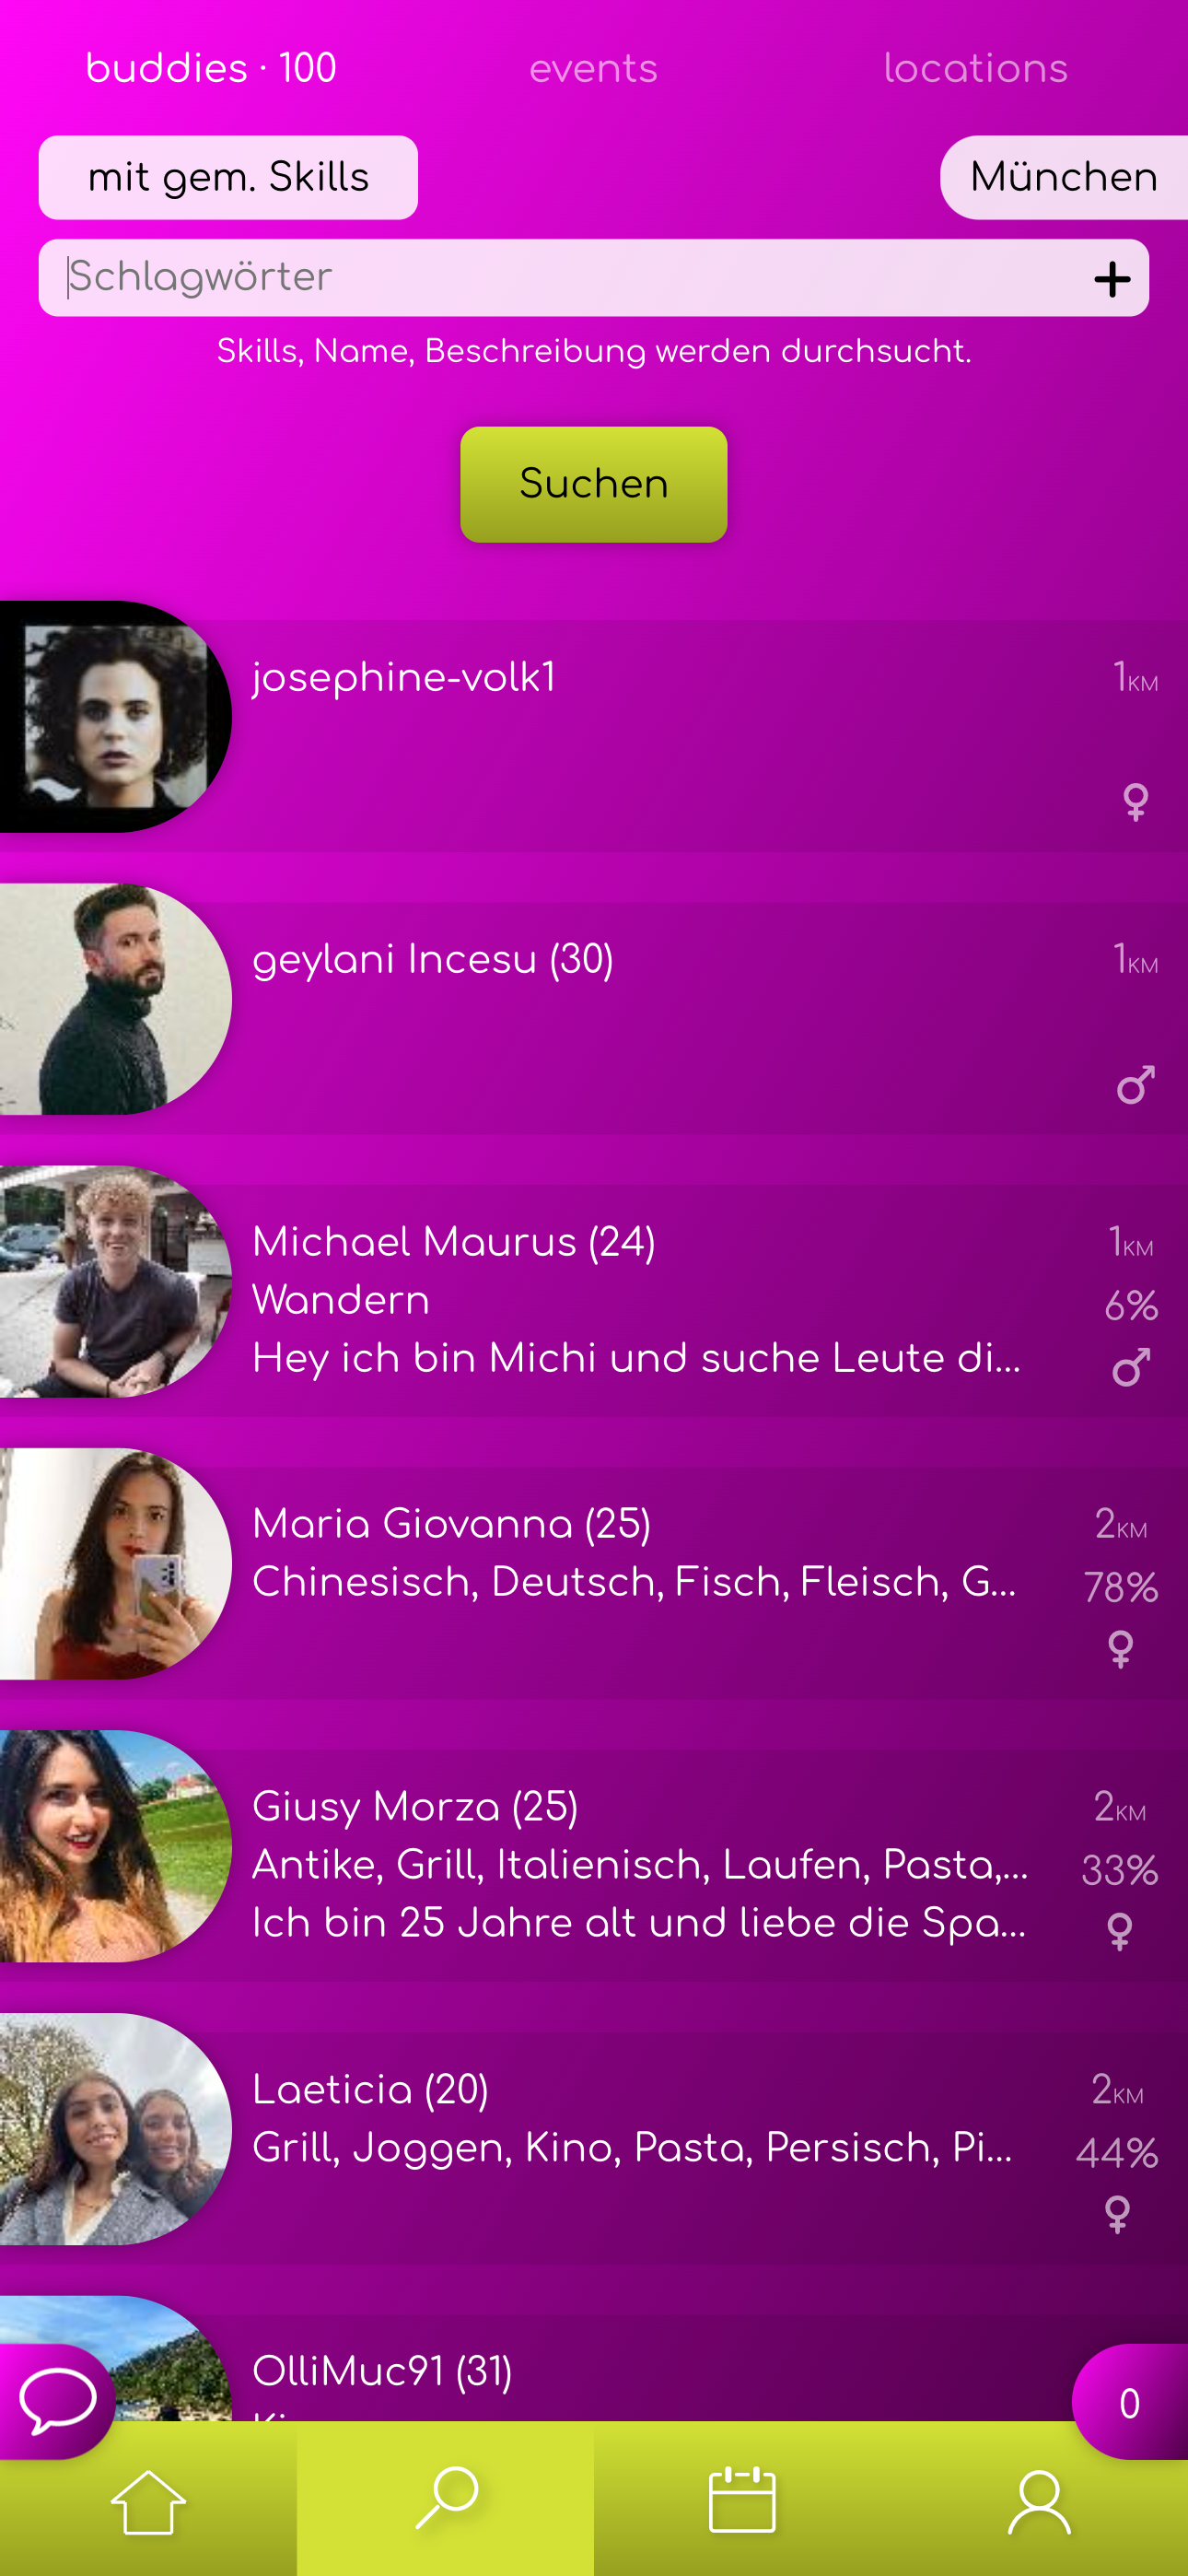 buddies · 100 events locations
mit gem. Skills München
Schlagwörter
Skills, Name, Beschreibung werden durchsucht.
Suchen
josephine-volk1 1KM
geylani Incesu (30) 1KM
Michael Maurus (24) 1KM
Wandern 6%
Hey ich bin Michi und suche Leute di...
Maria Giovanna (25) 2KM
Chinesisch, Deutsch, Fisch, Fleisch, G... 78%
Giusy Morza (25) 2KM
Antike, Grill, Italienisch, Laufen, Pasta,... 33%
Ich bin 25 Jahre alt und liebe die Spa...
Laeticia (20) 2KM
Grill, Joggen, Kino, Pasta, Persisch, Pi... 44%
OlliMuc91 (31)
0